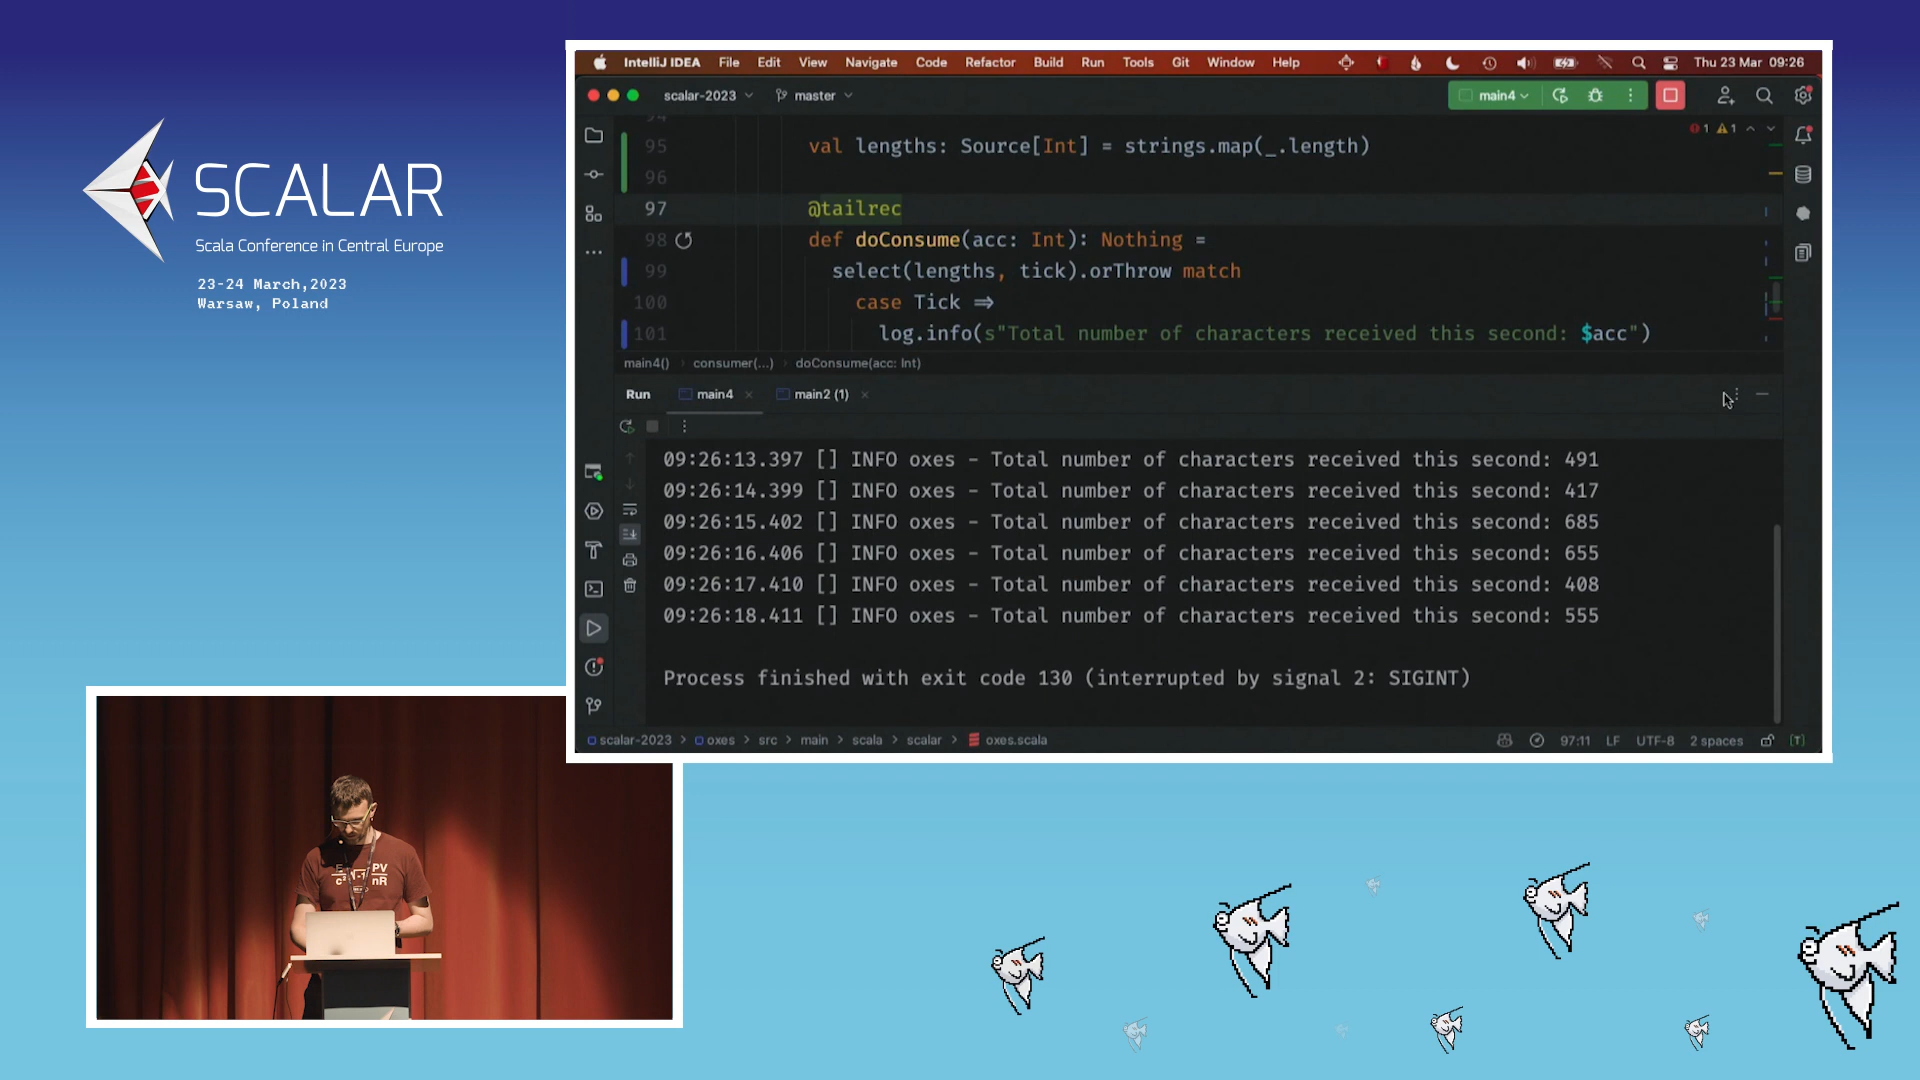 SCALAR
Scala Conference in Central Europe
23-24 March,2023
Warsaw, Poland
IntelliJ IDEA File Edit View Navigate Code Refactor Build Run Tools Git Window Help Thu 23 Mar 09:26
scalar-2023 master main4
95 val lengths: Source[Int] = strings.map(_.length) 1 1
96
97 @tailrec
98 def doConsume(acc: Int): Nothing =
99 select(lengths, tick).orThrow match
100 case Tick ⇒
101 log.info(s"Total number of characters received this second: $acc")
main4() consumer(...) doConsume(acc: Int)
Run main4 main2 (1)
09:26:13.397 [] INFO oxes - Total number of characters received this second: 491
09:26:14.399 [] INFO oxes - Total number of characters received this second: 417
09:26:15.402 [] INFO oxes - Total number of characters received this second: 685
09:26:16.406 [] INFO oxes - Total number of characters received this second: 655
09:26:17.410 [] INFO oxes - Total number of characters received this second: 408
09:26:18.411 [] INFO oxes - Total number of characters received this second: 555
Process finished with exit code 130 (interrupted by signal 2: SIGINT)
scalar-2023 > oxes > src > main > scala > scalar > oxes.scala 97:11 LF UTF-8 2 spaces